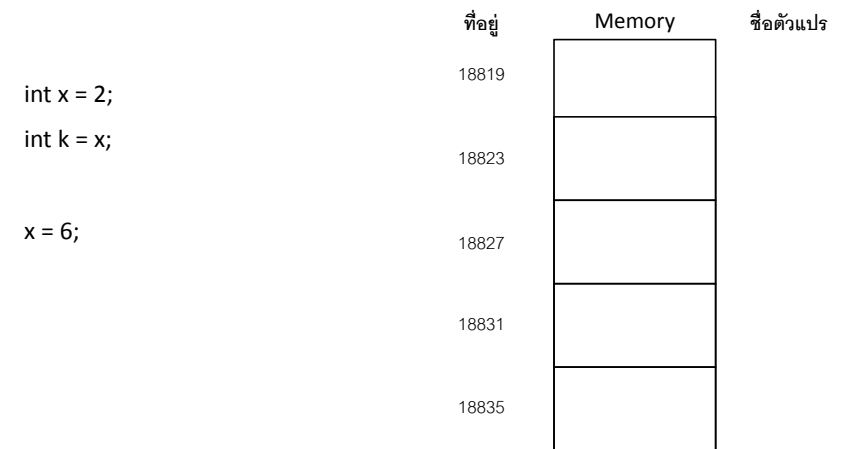 ที่อยู่ Memory ชื่อตัวแปร
18819
int x = 2;
int k = x;
18823
x = 6;
18827
18831
18835